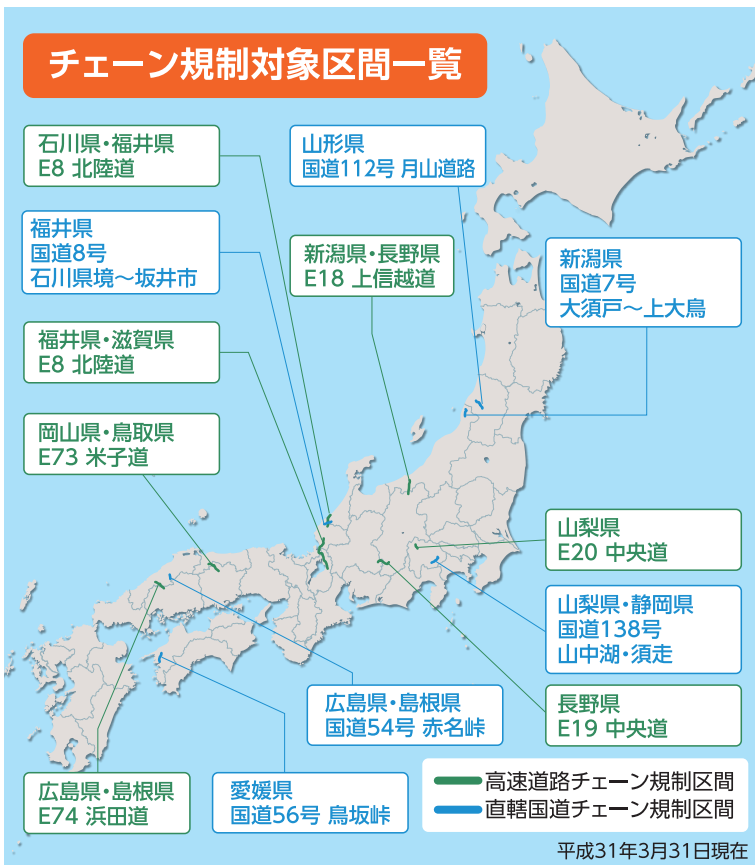 チェーン規制対象区間一覧
石川県・福井県
E8 北陸道
山形県
国道112号 月山道路
福井県
国道8号
石川県境～坂井市
新潟県・長野県
E18 上信越道
新潟県
国道7号
大須戸～上大鳥
福井県・滋賀県
E8 北陸道
岡山県・鳥取県
E73 米子道
山梨県
E20 中央道
山梨県・静岡県
国道138号
山中湖・須走
広島県・島根県
国道54号 赤名峠
長野県
E19 中央道
広島県・島根県
E74 浜田道
愛媛県
国道56号 鳥坂峠
高速道路チェーン規制区間
直轄国道チェーン規制区間
平成31年3月31日現在